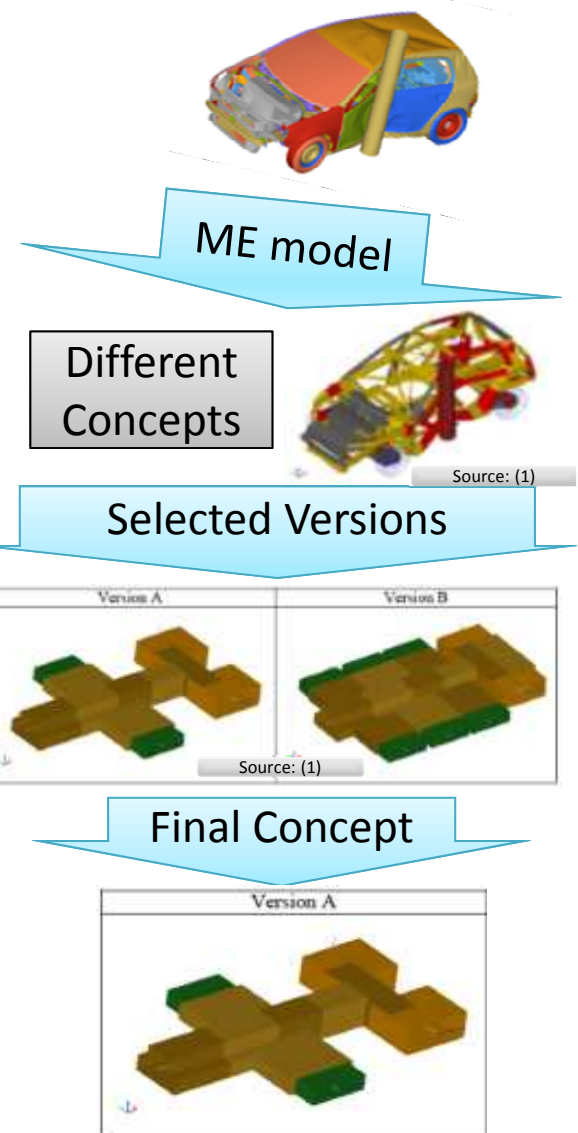 ME model
Different
Concepts
Source: (1)
Selected Versions
Version A
Version B
Source: (1)
Final Concept
Version A